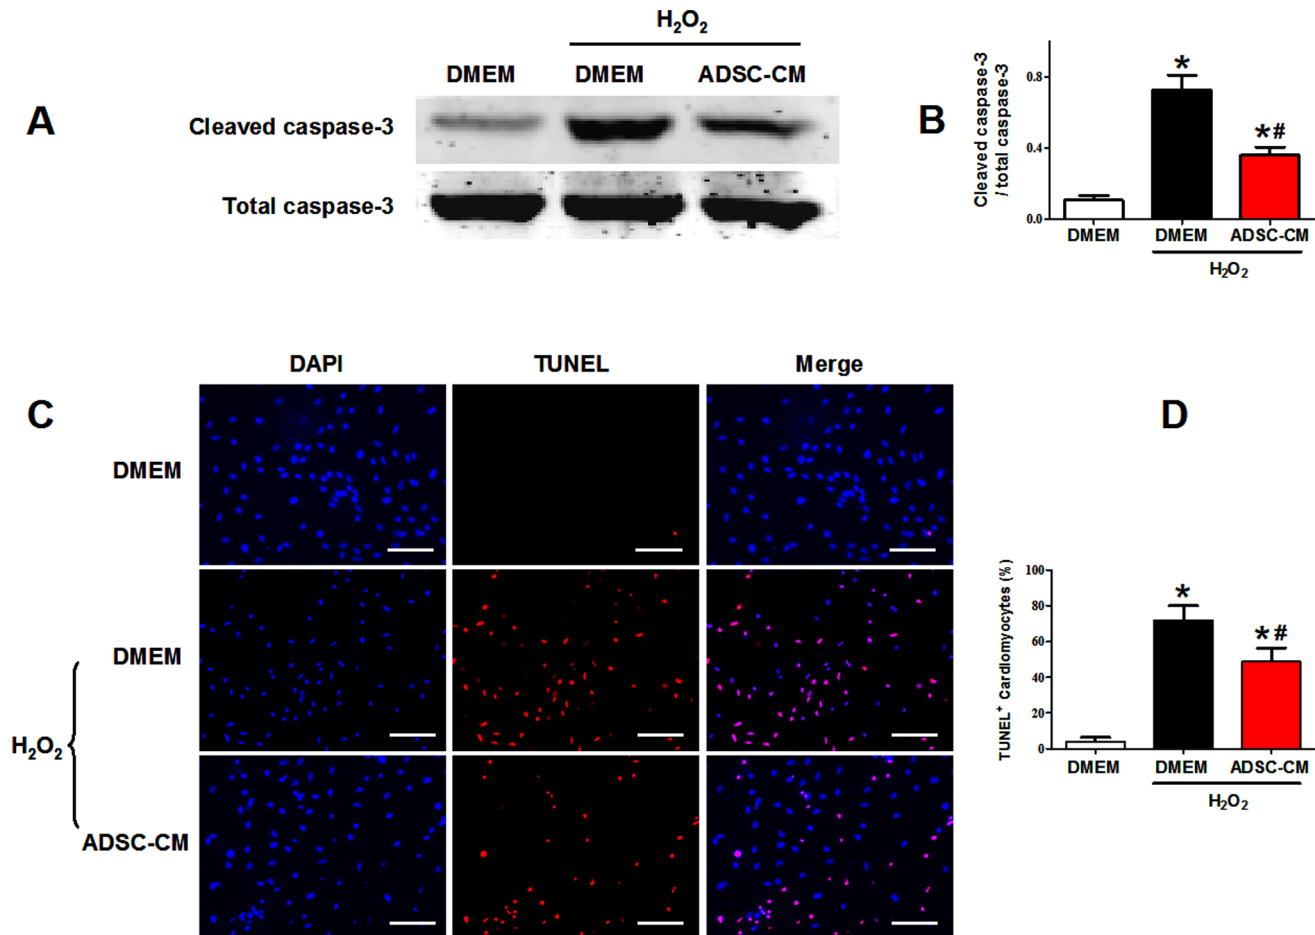 H₂O₂
DMEM DMEM ADSC-CM
A
Cleaved caspase-3
Total caspase-3
B
Cleaved caspase-3
/ total caspase-3
0.8
0.4
0.0
*
*#
DMEM DMEM ADSC-CM
H₂O₂
C
DAPI TUNEL Merge
DMEM
DMEM
H₂O₂
ADSC-CM
D
TUNEL⁺ Cardiomyocytes (%)
100
80
60
40
20
0
*
*#
DMEM DMEM ADSC-CM
H₂O₂